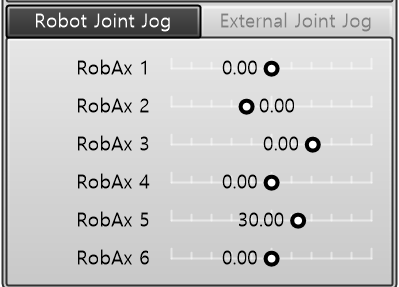 Robot Joint Jog External Joint Jog
RobAx 1 0.00
RobAx 2 0.00
RobAx 3 0.00
RobAx 4 0.00
RobAx 5 30.00
RobAx 6 0.00